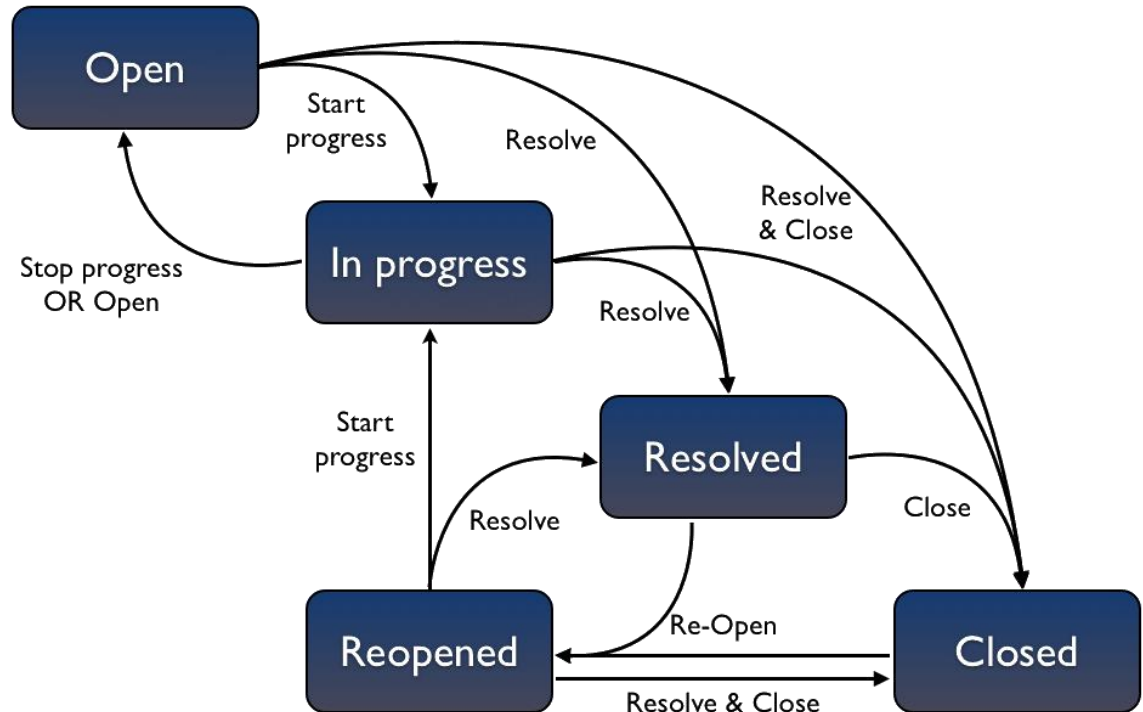 Open
Start
progress
Resolve
Resolve
& Close
In progress
Stop progress
OR Open
Resolve
Start
progress
Resolved
Resolve
Close
Reopened
Re-Open
Closed
Resolve & Close